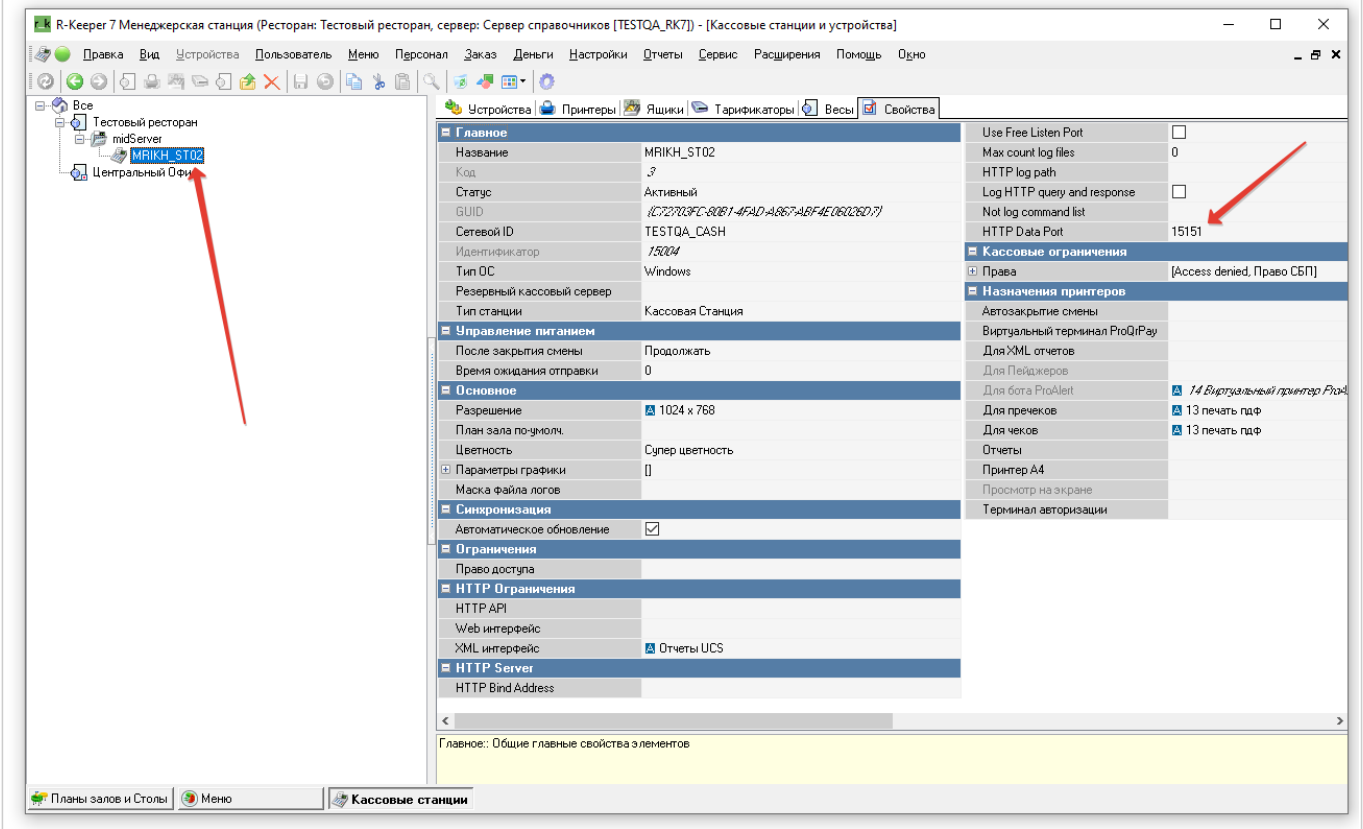 R-Keeper 7 Менеджерская станция (Ресторан: Тестовый ресторан, сервер: Сервер справочников [TESTQA_RK7]) - [Кассовые станции и устройства]
Правка Вид Устройства Пользователь Меню Персонал Заказ Деньги Настройки Отчеты Сервис Расширения Помощь Окно
Все
Тестовый ресторан
midServer
MRIKH_ST02
Центральный Офис
Устройства Принтеры Ящики Тарификаторы Весы Свойства
Главное
Название MRIKH_ST02
Код 3
Статус Активный
GUID {C72703FC-80B1-4FAD-A867-ABF4E06026D7}
Сетевой ID TESTQA_CASH
Идентификатор 15004
Тип ОС Windows
Резервный кассовый сервер
Тип станции Кассовая Станция
Управление питанием
После закрытия смены Продолжать
Время ожидания отправки 0
Основное
Разрешение 1024 x 768
План зала по-умолч.
Цветность Супер цветность
Параметры графики []
Маска файла логов
Синхронизация
Автоматическое обновление
Ограничения
Право доступа
HTTP Ограничения
HTTP API
Web интерфейс
XML интерфейс Отчеты UCS
HTTP Server
HTTP Bind Address
Use Free Listen Port
Max count log files 0
HTTP log path
Log HTTP query and response
Not log command list
HTTP Data Port 15151
Кассовые ограничения
Права [Access denied, Право СБП]
Назначения принтеров
Автозакрытие смены
Виртуальный терминал ProQrPay
Для XML отчетов
Для Пейджеров
Для бота ProAlert 14 Виртуальный принтер
Для пречеков 13 печать пдф
Для чеков 13 печать пдф
Отчеты
Принтер А4
Просмотр на экране
Терминал авторизации
Главное:: Общие главные свойства элементов
Планы залов и Столы Меню Кассовые станции